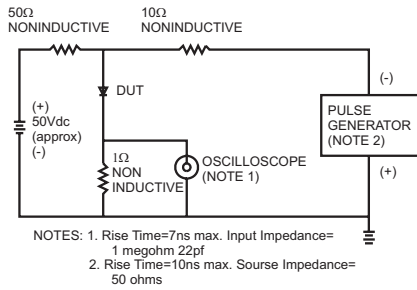 50Ω
NONINDUCTIVE
10Ω
NONINDUCTIVE
DUT
(+)
50Vdc
(approx)
(-)
1Ω
NON
INDUCTIVE
OSCILLOSCOPE
(NOTE 1)
(-)
PULSE
GENERATOR
(NOTE 2)
(+)
NOTES: 1. Rise Time=7ns max. Input Impedance=
1 megohm 22pf
2. Rise Time=10ns max. Sourse Impedance=
50 ohms